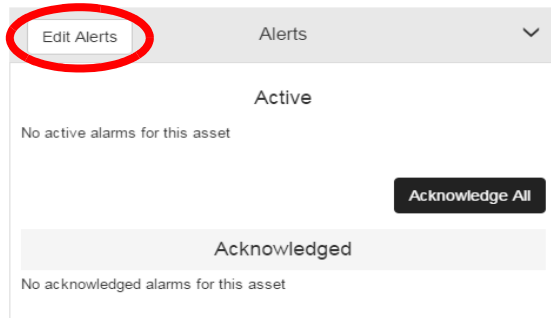 Edit Alerts
Alerts
Active
No active alarms for this asset
Acknowledge All
Acknowledged
No acknowledged alarms for this asset